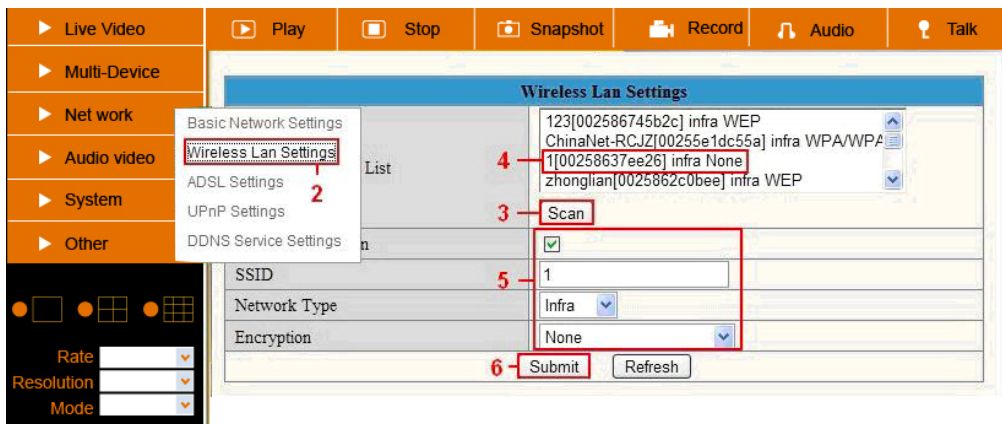 Live Video
Play
Stop
Snapshot
Record
Audio
Talk
Multi-Device
Net work
Audio video
System
Other
Basic Network Settings
Wireless Lan Settings
2
ADSL Settings
UPnP Settings
DDNS Service Settings
Wireless Lan Settings
List
123[002586745b2c] infra WEP
ChinaNet-RCJZ[00255e1dc55a] infra WPA/WPA
4
1[00258637ee26] infra None
zhonglian[0025862c0bee] infra WEP
3
Scan
n
5
SSID
1
Network Type
Infra
Encryption
None
6
Submit
Refresh
Rate
Resolution
Mode